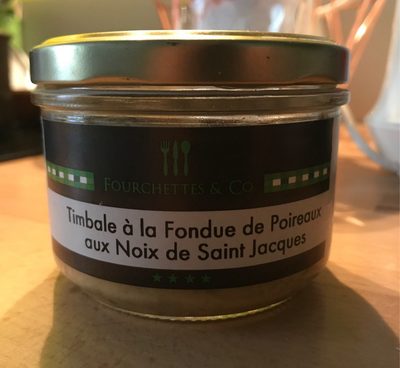 Fourchettes & Co
Timbale à la Fondue de Poireaux
aux Noix de Saint Jacques